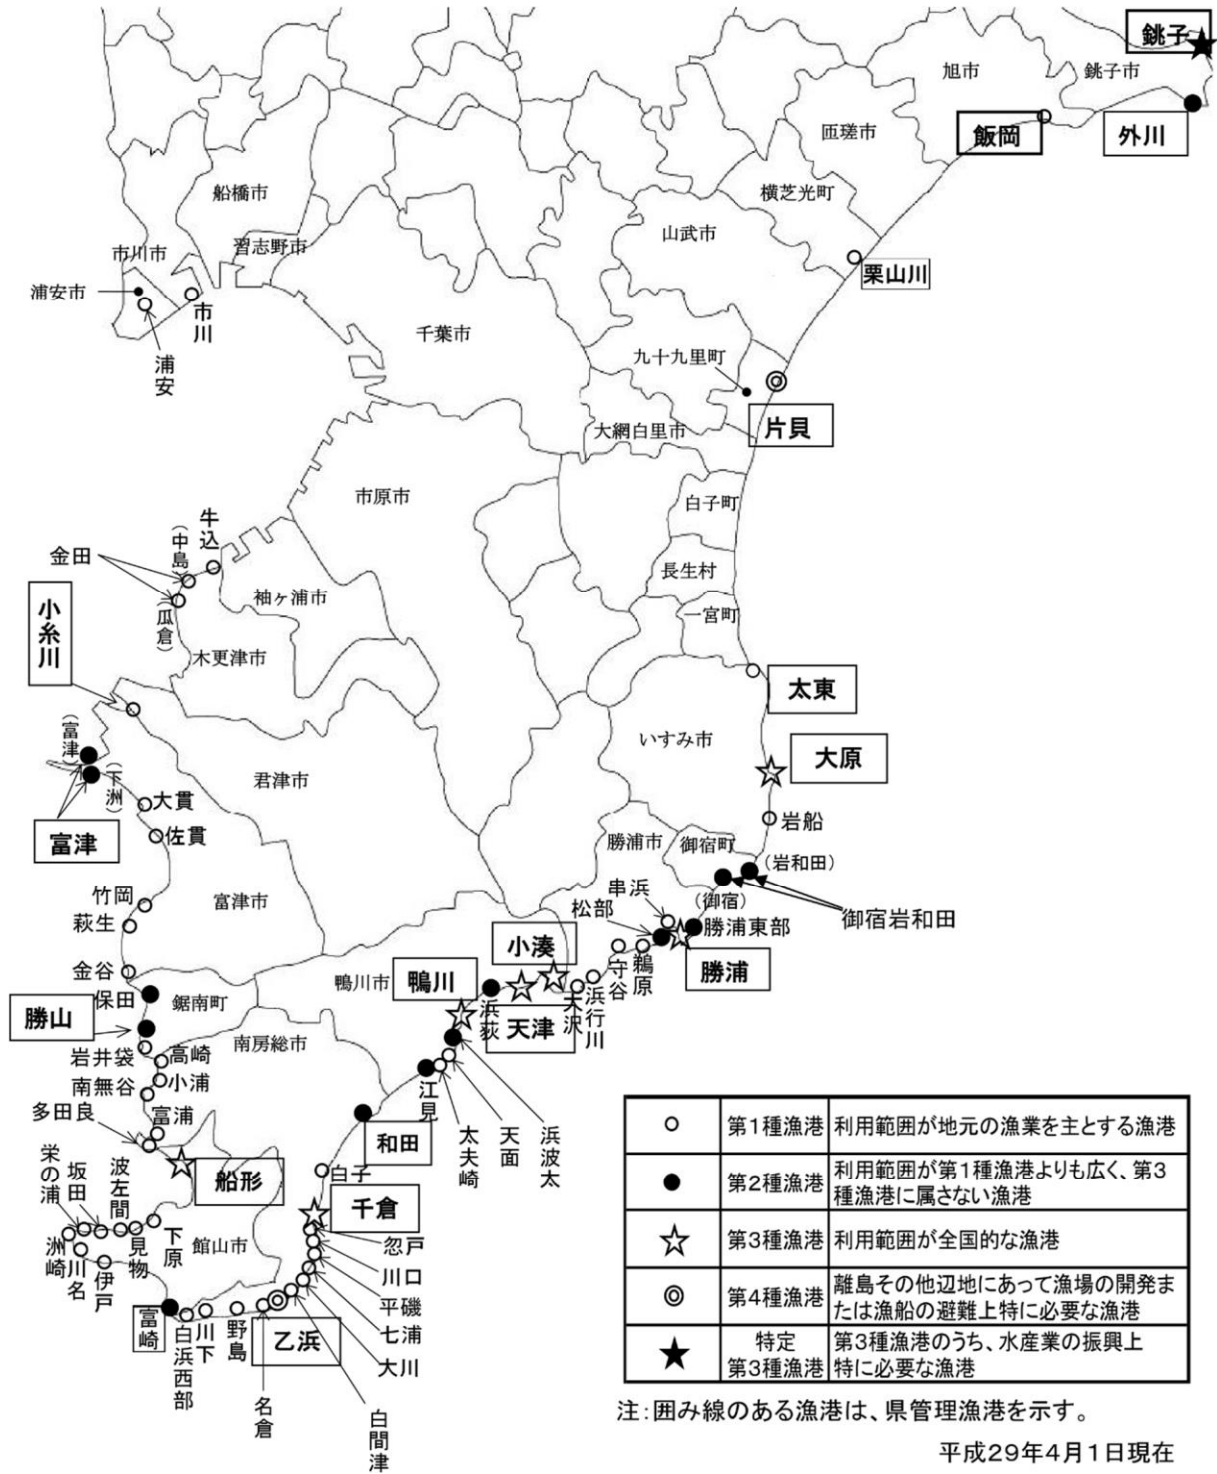 銚子
旭市
銚子市
飯岡
外川
匝瑳市
横芝光町
船橋市
山武市
市川市
習志野市
栗山川
浦安市
市川
千葉市
九十九里町
浦安
片貝
大網白里市
市原市
白子町
牛込
(中島)
金田
長生村
袖ヶ浦市
一宮町
小糸川
(瓜倉)
木更津市
太東
(富津)
いすみ市
大原
君津市
(下洲)
大貫
富津
佐貫
岩船
勝浦市
御宿町
(岩和田)
竹岡
富津市
串浜
(御宿)
萩生
松部
御宿岩和田
勝浦東部
小湊
金谷
鴨川市
鴨川
守谷
鵜原
勝浦
保田
鋸南町
浜荻
天津
大沢
浜行川
勝山
岩井袋
高崎
南房総市
南無谷
小浦
江見
多田良
富浦
太夫崎
天面
浜波太
和田
栄の浦
坂田
波左間
船形
白子
千倉
洲崎
川名
伊戸
見物
下原
館山市
忽戸
川口
平磯
七浦
大川
富崎
白浜西部
川下
野島
乙浜
名倉
白間津
○ 第1種漁港 利用範囲が地元の漁業を主とする漁港
● 第2種漁港 利用範囲が第1種漁港よりも広く、第3
種漁港に属さない漁港
☆ 第3種漁港 利用範囲が全国的な漁港
◎ 第4種漁港 離島その他辺地にあって漁場の開発ま
たは漁船の避難上特に必要な漁港
★ 特定
第3種漁港 第3種漁港のうち、水産業の振興上
特に必要な漁港
注:囲み線のある漁港は、県管理漁港を示す。
平成29年4月1日現在